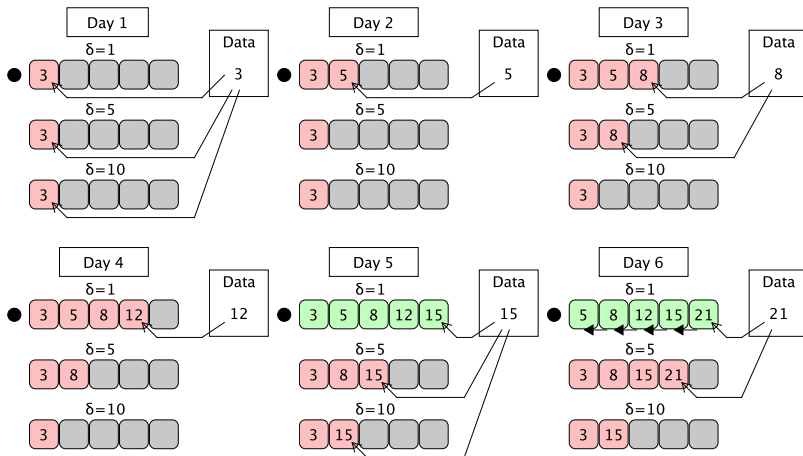 Day 1
Data
δ=1
3
3
δ=5
3
δ=10
3
Day 2
Data
δ=1
3 5
5
δ=5
3
δ=10
3
Day 3
Data
δ=1
3 5 8
8
δ=5
3 8
δ=10
3
Day 4
Data
δ=1
3 5 8 12
12
δ=5
3 8
δ=10
3
Day 5
Data
δ=1
3 5 8 12 15
15
δ=5
3 8 15
δ=10
3 15
Day 6
Data
δ=1
5 8 12 15 21
21
δ=5
3 8 15 21
δ=10
3 15